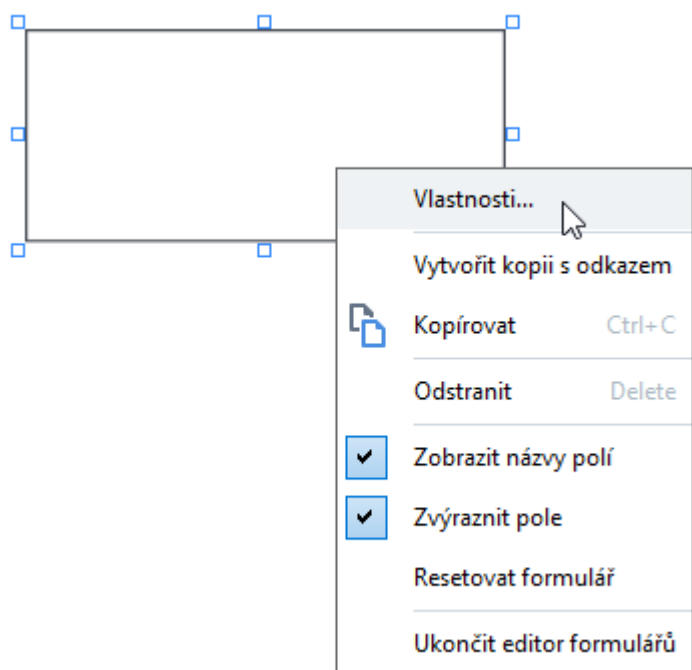 Vlastnosti...
Vytvořit kopii s odkazem
Kopírovat Ctrl+C
Odstranit Delete
Zobrazit názvy polí
Zvýraznit pole
Resetovat formulář
Ukončit editor formulářů